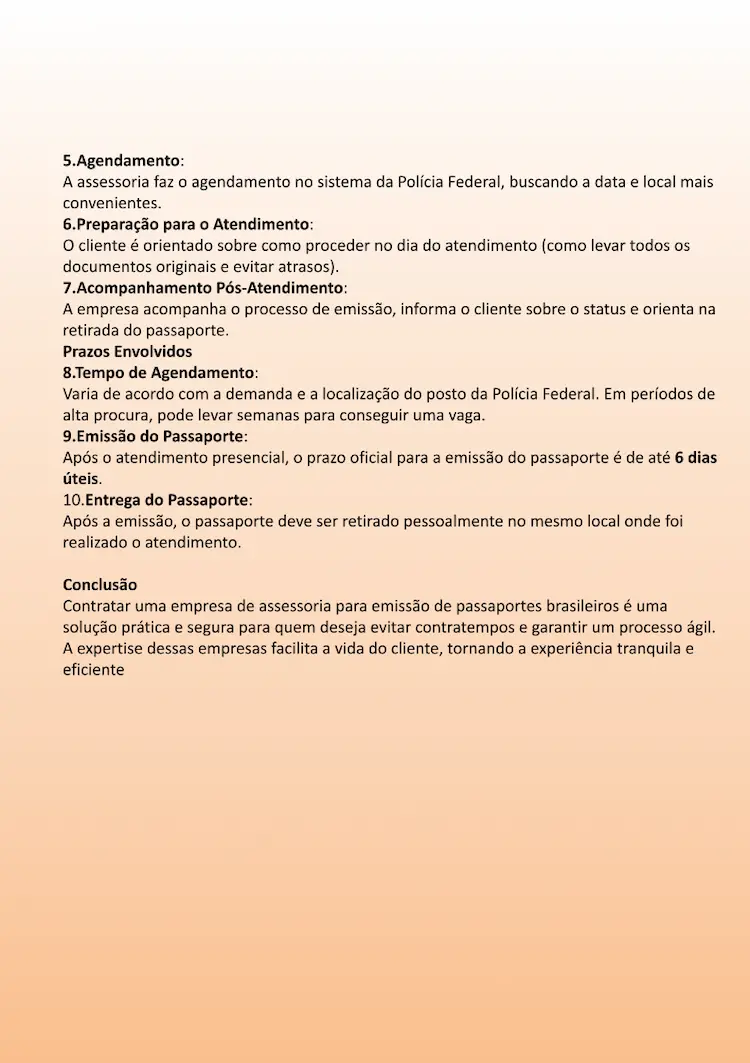 5.Agendamento:
A assessoria faz o agendamento no sistema da Polícia Federal, buscando a data e local mais
convenientes.
6.Preparação para o Atendimento:
O cliente é orientado sobre como proceder no dia do atendimento (como levar todos os
documentos originais e evitar atrasos).
7.Acompanhamento Pós-Atendimento:
A empresa acompanha o processo de emissão, informa o cliente sobre o status e orienta na
retirada do passaporte.
Prazos Envolvidos
8.Tempo de Agendamento:
Varia de acordo com a demanda e a localização do posto da Polícia Federal. Em períodos de
alta procura, pode levar semanas para conseguir uma vaga.
9.Emissão do Passaporte:
Após o atendimento presencial, o prazo oficial para a emissão do passaporte é de até 6 dias
úteis.
10.Entrega do Passaporte:
Após a emissão, o passaporte deve ser retirado pessoalmente no mesmo local onde foi
realizado o atendimento.
Conclusão
Contratar uma empresa de assessoria para emissão de passaportes brasileiros é uma
solução prática e segura para quem deseja evitar contratempos e garantir um processo ágil.
A expertise dessas empresas facilita a vida do cliente, tornando a experiência tranquila e
eficiente